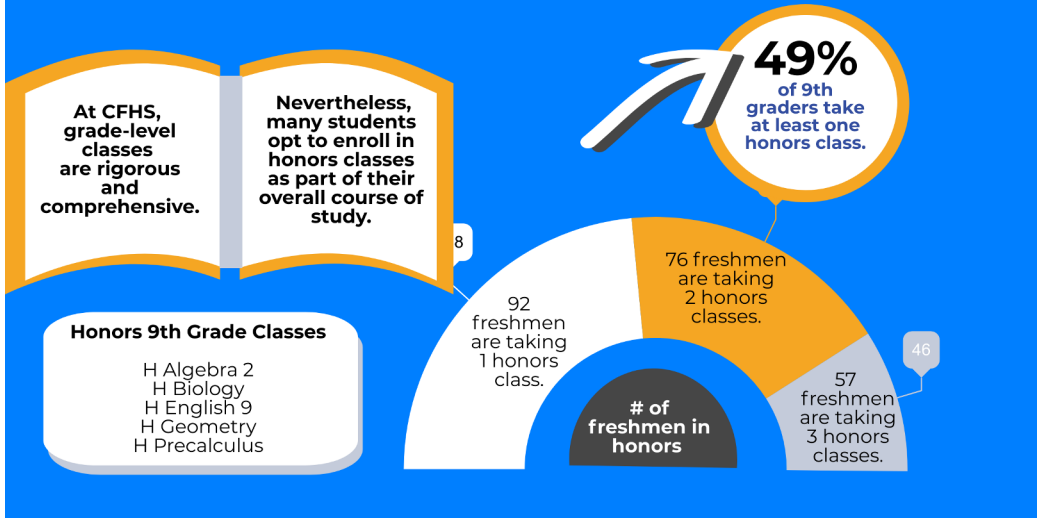 At CFHS,
grade-level
classes
are rigorous
and
comprehensive.
Nevertheless,
many students
opt to enroll in
honors classes
as part of their
overall course of
study.
49%
of 9th
graders take
at least one
honors class.
8
92
freshmen
are taking
1 honors
class.
76 freshmen
are taking
2 honors
classes.
46
57
freshmen
are taking
3 honors
classes.
# of
freshmen in
honors
Honors 9th Grade Classes
H Algebra 2
H Biology
H English 9
H Geometry
H Precalculus